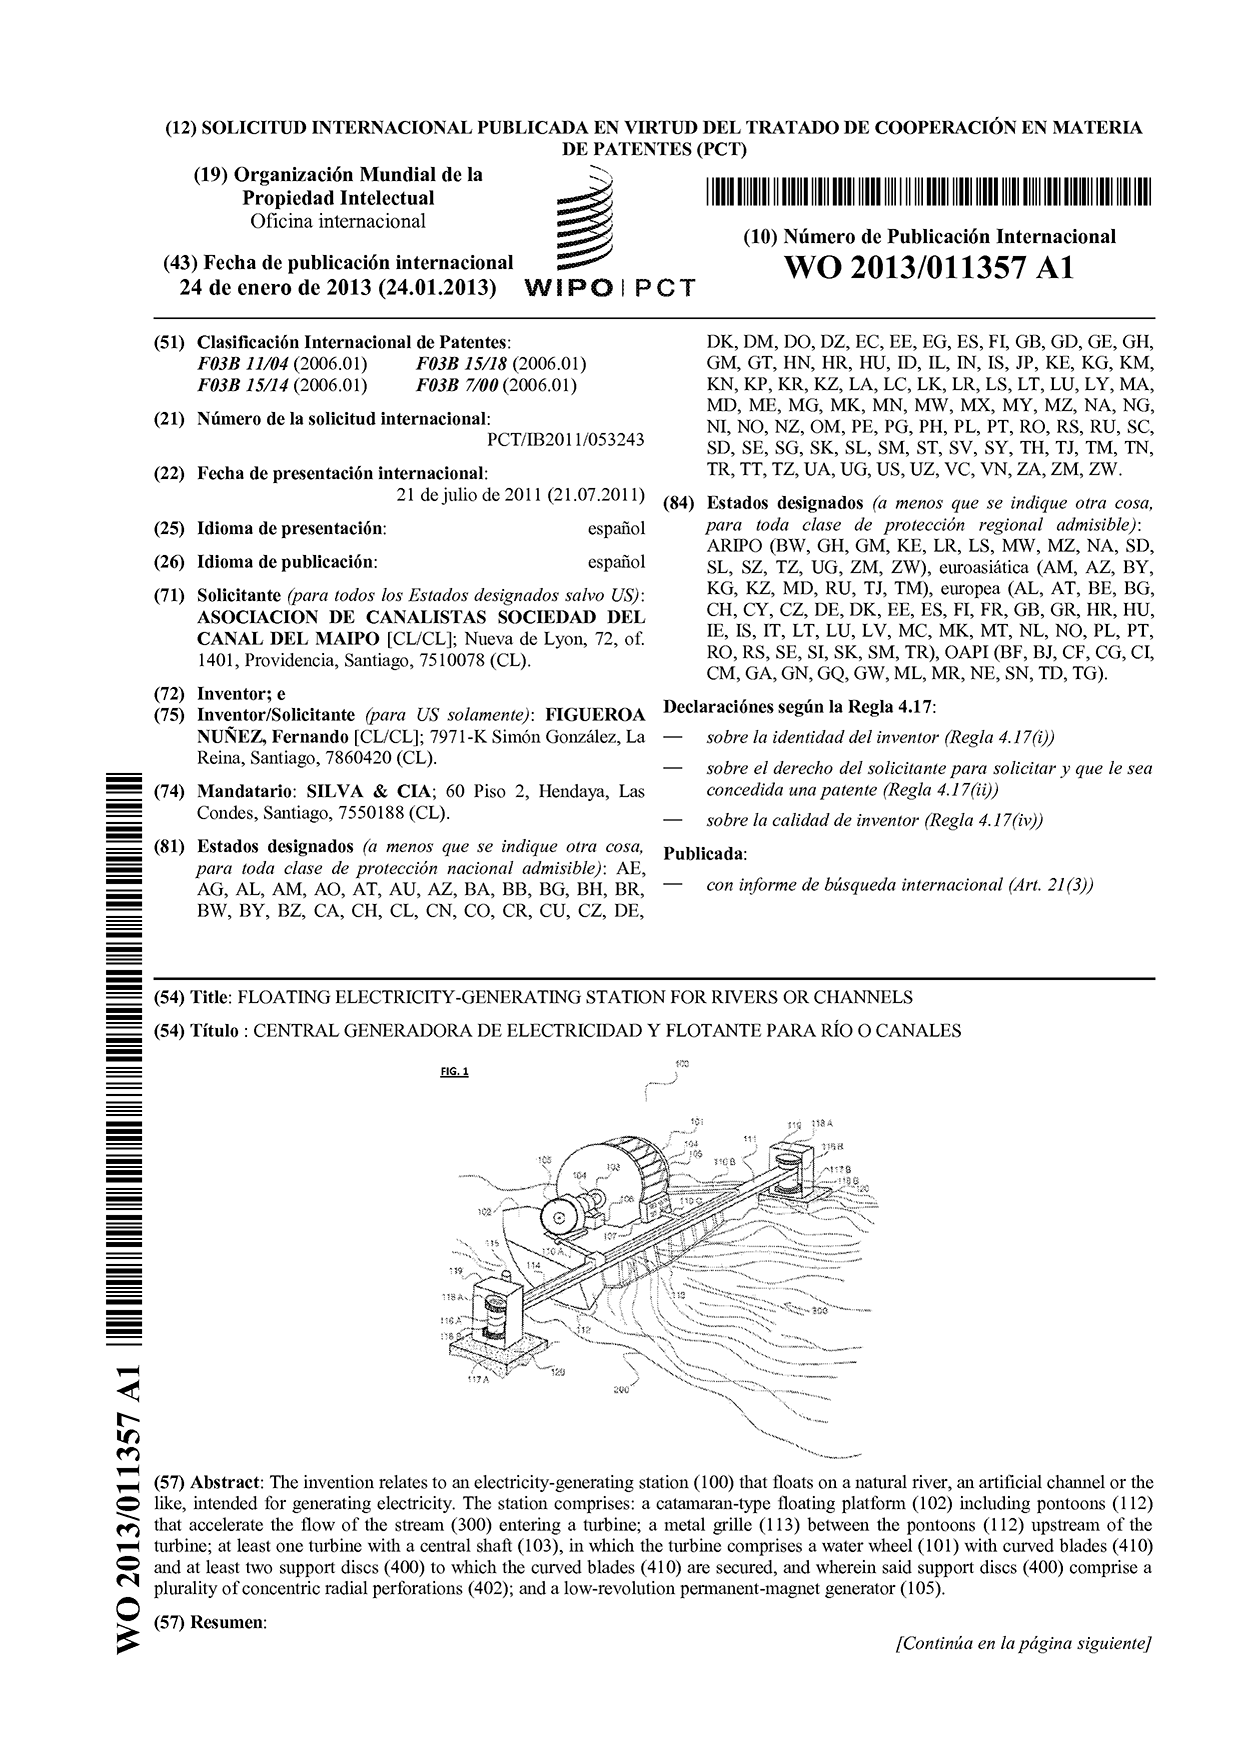 (12) SOLICITUD INTERNACIONAL PUBLICADA EN VIRTUD DEL TRATADO DE COOPERACIÓN EN MATERIA
DE PATENTES (PCT)
(19) Organización Mundial de la
Propiedad Intelectual
Oficina internacional
(43) Fecha de publicación internacional
24 de enero de 2013 (24.01.2013)
WIPO | PCT
(10) Número de Publicación Internacional
WO 2013/011357 A1
(51) Clasificación Internacional de Patentes:
F03B 11/04 (2006.01) F03B 15/18 (2006.01)
F03B 15/14 (2006.01) F03B 7/00 (2006.01)
(21) Número de la solicitud internacional:
PCT/IB2011/053243
(22) Fecha de presentación internacional:
21 de julio de 2011 (21.07.2011)
(25) Idioma de presentación: español
(26) Idioma de publicación: español
(71) Solicitante (para todos los Estados designados salvo US):
ASOCIACION DE CANALISTAS SOCIEDAD DEL
CANAL DEL MAIPO [CL/CL]; Nueva de Lyon, 72, of.
1401, Providencia, Santiago, 7510078 (CL).
(72) Inventor; e
(75) Inventor/Solicitante (para US solamente): FIGUEROA
NUÑEZ, Fernando [CL/CL]; 7971-K Simón González, La
Reina, Santiago, 7860420 (CL).
(74) Mandatario: SILVA & CIA; 60 Piso 2, Hendaya, Las
Condes, Santiago, 7550188 (CL).
(81) Estados designados (a menos que se indique otra cosa,
para toda clase de protección nacional admisible): AE,
AG, AL, AM, AO, AT, AU, AZ, BA, BB, BG, BH, BR,
BW, BY, BZ, CA, CH, CL, CN, CO, CR, CU, CZ, DE,
DK, DM, DO, DZ, EC, EE, EG, ES, FI, GB, GD, GE, GH,
GM, GT, HN, HR, HU, ID, IL, IN, IS, JP, KE, KG, KM,
KN, KP, KR, KZ, LA, LC, LK, LR, LS, LT, LU, LY, MA,
MD, ME, MG, MK, MN, MW, MX, MY, MZ, NA, NG,
NI, NO, NZ, OM, PE, PG, PH, PL, PT, RO, RS, RU, SC,
SD, SE, SG, SK, SL, SM, ST, SV, SY, TH, TJ, TM, TN,
TR, TT, TZ, UA, UG, US, UZ, VC, VN, ZA, ZM, ZW.
(84) Estados designados (a menos que se indique otra cosa,
para toda clase de protección regional admisible):
ARIPO (BW, GH, GM, KE, LR, LS, MW, MZ, NA, SD,
SL, SZ, TZ, UG, ZM, ZW), euroasiática (AM, AZ, BY,
KG, KZ, MD, RU, TJ, TM), europea (AL, AT, BE, BG,
CH, CY, CZ, DE, DK, EE, ES, FI, FR, GB, GR, HR, HU,
IE, IS, IT, LT, LU, LV, MC, MK, MT, NL, NO, PL, PT,
RO, RS, SE, SI, SK, SM, TR), OAPI (BF, BJ, CF, CG, CI,
CM, GA, GN, GQ, GW, ML, MR, NE, SN, TD, TG).
Declaraciónes según la Regla 4.17:
— sobre la identidad del inventor (Regla 4.17(i))
— sobre el derecho del solicitante para solicitar y que le sea
concedida una patente (Regla 4.17(ii))
— sobre la calidad de inventor (Regla 4.17(iv))
Publicada:
— con informe de búsqueda internacional (Art. 21(3))
(54) Title: FLOATING ELECTRICITY-GENERATING STATION FOR RIVERS OR CHANNELS
(54) Título : CENTRAL GENERADORA DE ELECTRICIDAD Y FLOTANTE PARA RÍO O CANALES
FIG. 1
100
101
104
105
111
119
118 A
116 B
117 B
118 B
120
110 B
110 C
105
104
103
106
102
107
110 A
115
114
119
118 A
116 A
118 B
113
300
112
120
117 A
200
(57) Abstract: The invention relates to an electricity-generating station (100) that floats on a natural river, an artificial channel or the
like, intended for generating electricity. The station comprises: a catamaran-type floating platform (102) including pontoons (112)
that accelerate the flow of the stream (300) entering a turbine; a metal grille (113) between the pontoons (112) upstream of the
turbine; at least one turbine with a central shaft (103), in which the turbine comprises a water wheel (101) with curved blades (410)
and at least two support discs (400) to which the curved blades (410) are secured, and wherein said support discs (400) comprise a
plurality of concentric radial perforations (402); and a low-revolution permanent-magnet generator (105).
(57) Resumen:
[Continúa en la página siguiente]
WO 2013/011357 A1